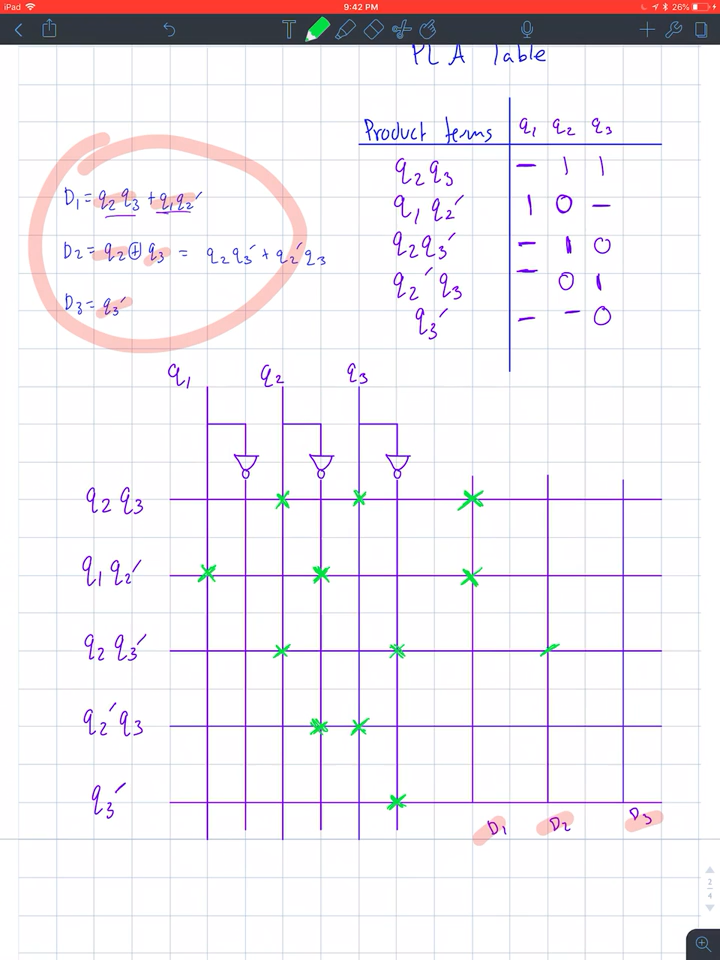 iPad 9:42 PM 26%
T
PLA Table
Product terms q₁ q₂ q₃
q₂q₃ – 1 1
q₁q₂′ 1 0 –
q₂q₃′ – 1 0
q₂′q₃ – 0 1
q₃′ – – 0
D₁ = q₂q₃ + q₁q₂′
D₂ = q₂⊕q₃ = q₂q₃′ + q₂′q₃
D₃ = q₃′
q₁ q₂ q₃
q₂q₃
q₁q₂′
q₂q₃′
q₂′q₃
q₃′
D₁ D₂ D₃
2
4